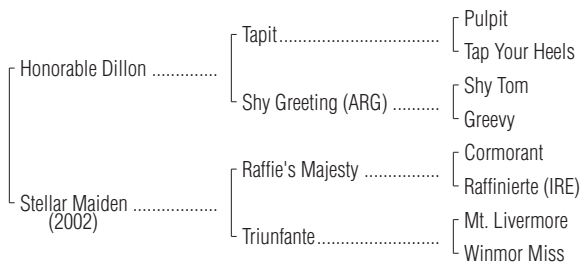 Pulpit
Tapit..................................
Tap Your Heels
Honorable Dillon ..............
Shy Tom
Shy Greeting (ARG) ..........
Greevy
Cormorant
Raffie's Majesty ................
Raffinierte (IRE)
Stellar Maiden ..................
(2002)
Mt. Livermore
Triunfante..........................
Winmor Miss